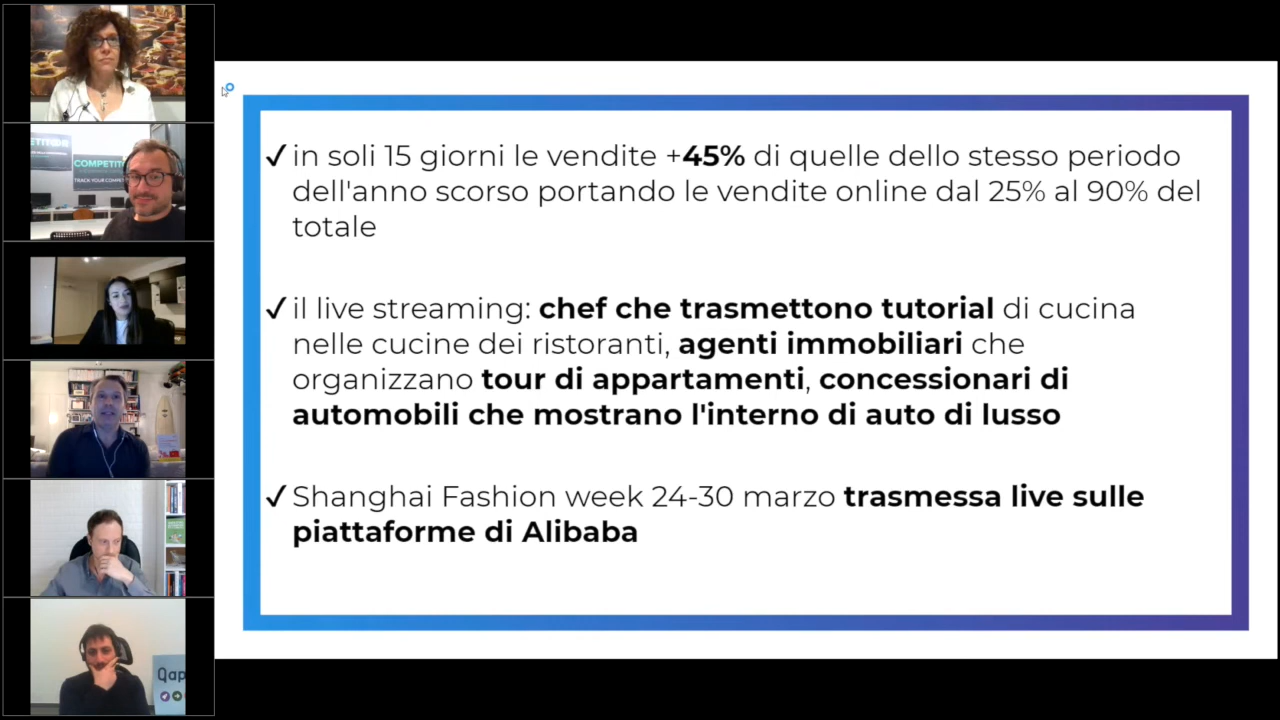 ETITOR
COMPETIT
TRACK YOUR COMPET
Qap
✓ in soli 15 giorni le vendite +45% di quelle dello stesso periodo
dell'anno scorso portando le vendite online dal 25% al 90% del
totale
✓ il live streaming: chef che trasmettono tutorial di cucina
nelle cucine dei ristoranti, agenti immobiliari che
organizzano tour di appartamenti, concessionari di
automobili che mostrano l'interno di auto di lusso
✓ Shanghai Fashion week 24-30 marzo trasmessa live sulle
piattaforme di Alibaba